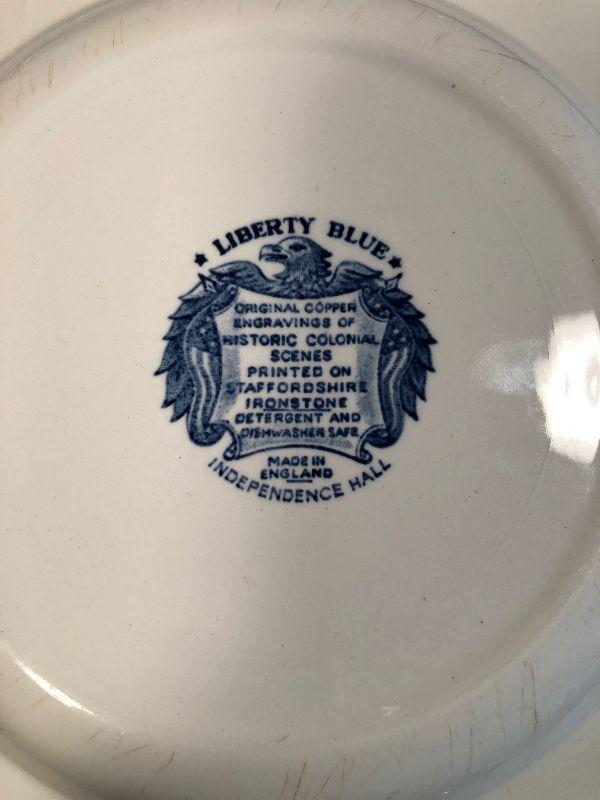 ★ LIBERTY BLUE ★
ORIGINAL COPPER
ENGRAVINGS OF
HISTORIC COLONIAL
SCENES
PRINTED ON
STAFFORDSHIRE
IRONSTONE
DETERGENT AND
DISHWASHER SAFE
MADE IN
ENGLAND
INDEPENDENCE HALL